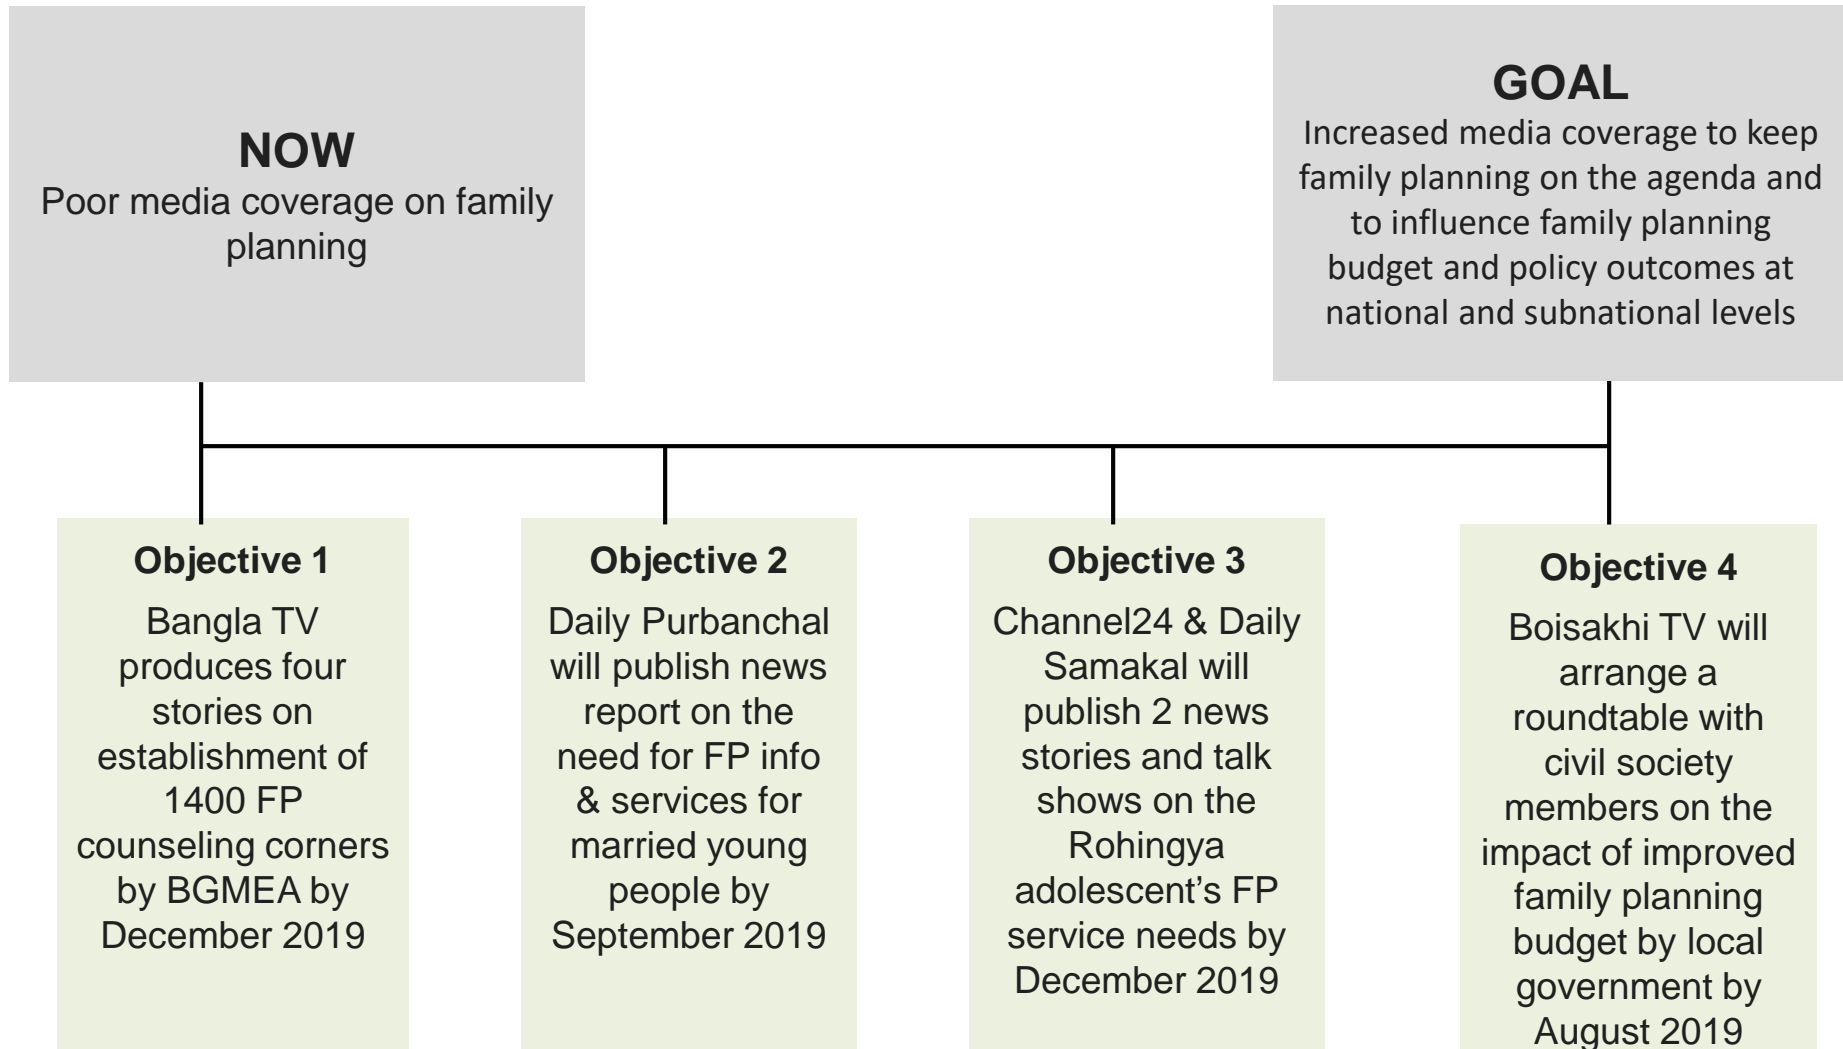 NOW
Poor media coverage on family
planning
GOAL
Increased media coverage to keep
family planning on the agenda and
to influence family planning
budget and policy outcomes at
national and subnational levels
Objective 1
Bangla TV
produces four
stories on
establishment of
1400 FP
counseling corners
by BGMEA by
December 2019
Objective 2
Daily Purbanchal
will publish news
report on the
need for FP info
& services for
married young
people by
September 2019
Objective 3
Channel24 & Daily
Samakal will
publish 2 news
stories and talk
shows on the
Rohingya
adolescent's FP
service needs by
December 2019
Objective 4
Boisakhi TV will
arrange a
roundtable with
civil society
members on the
impact of improved
family planning
budget by local
government by
August 2019